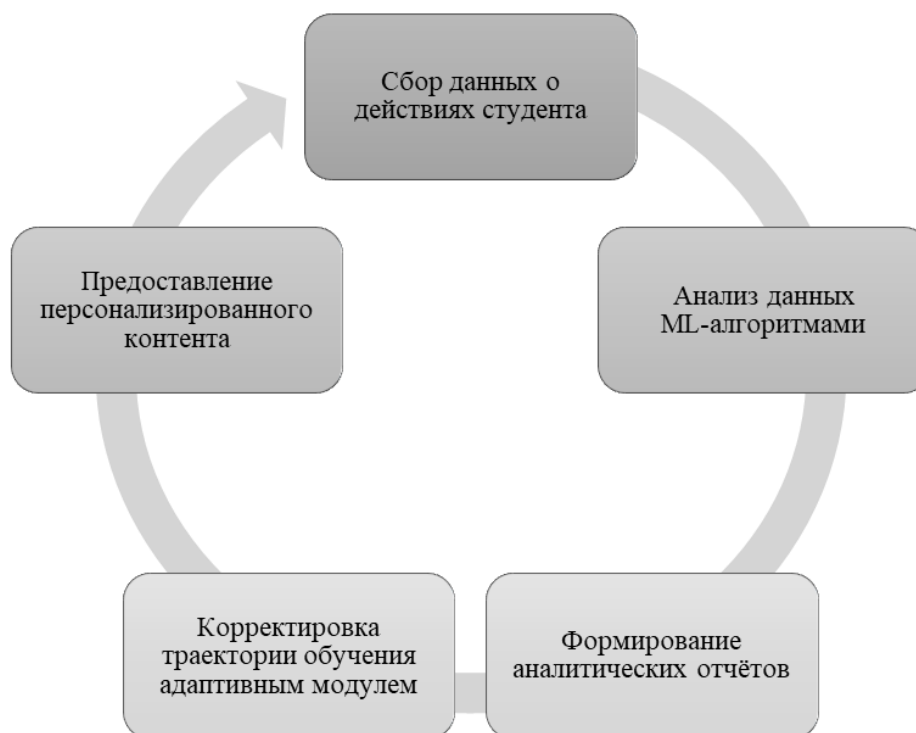 Сбор данных о
действиях студента
Предоставление
персонализированного
контента
Анализ данных
ML-алгоритмами
Корректировка
траектории обучения
адаптивным модулем
Формирование
аналитических отчётов